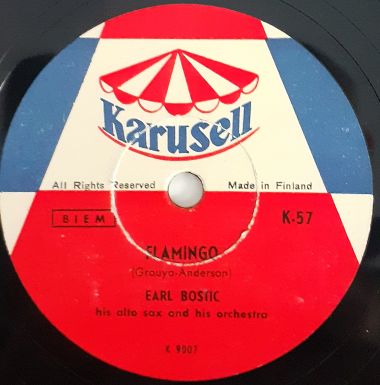 Karusell
All Rights Reserved Made in Finland
BIEM K-57
FLAMINGO
(Grouya-Anderson)
EARL BOSTIC
his alto sax and his orchestra
K 9007